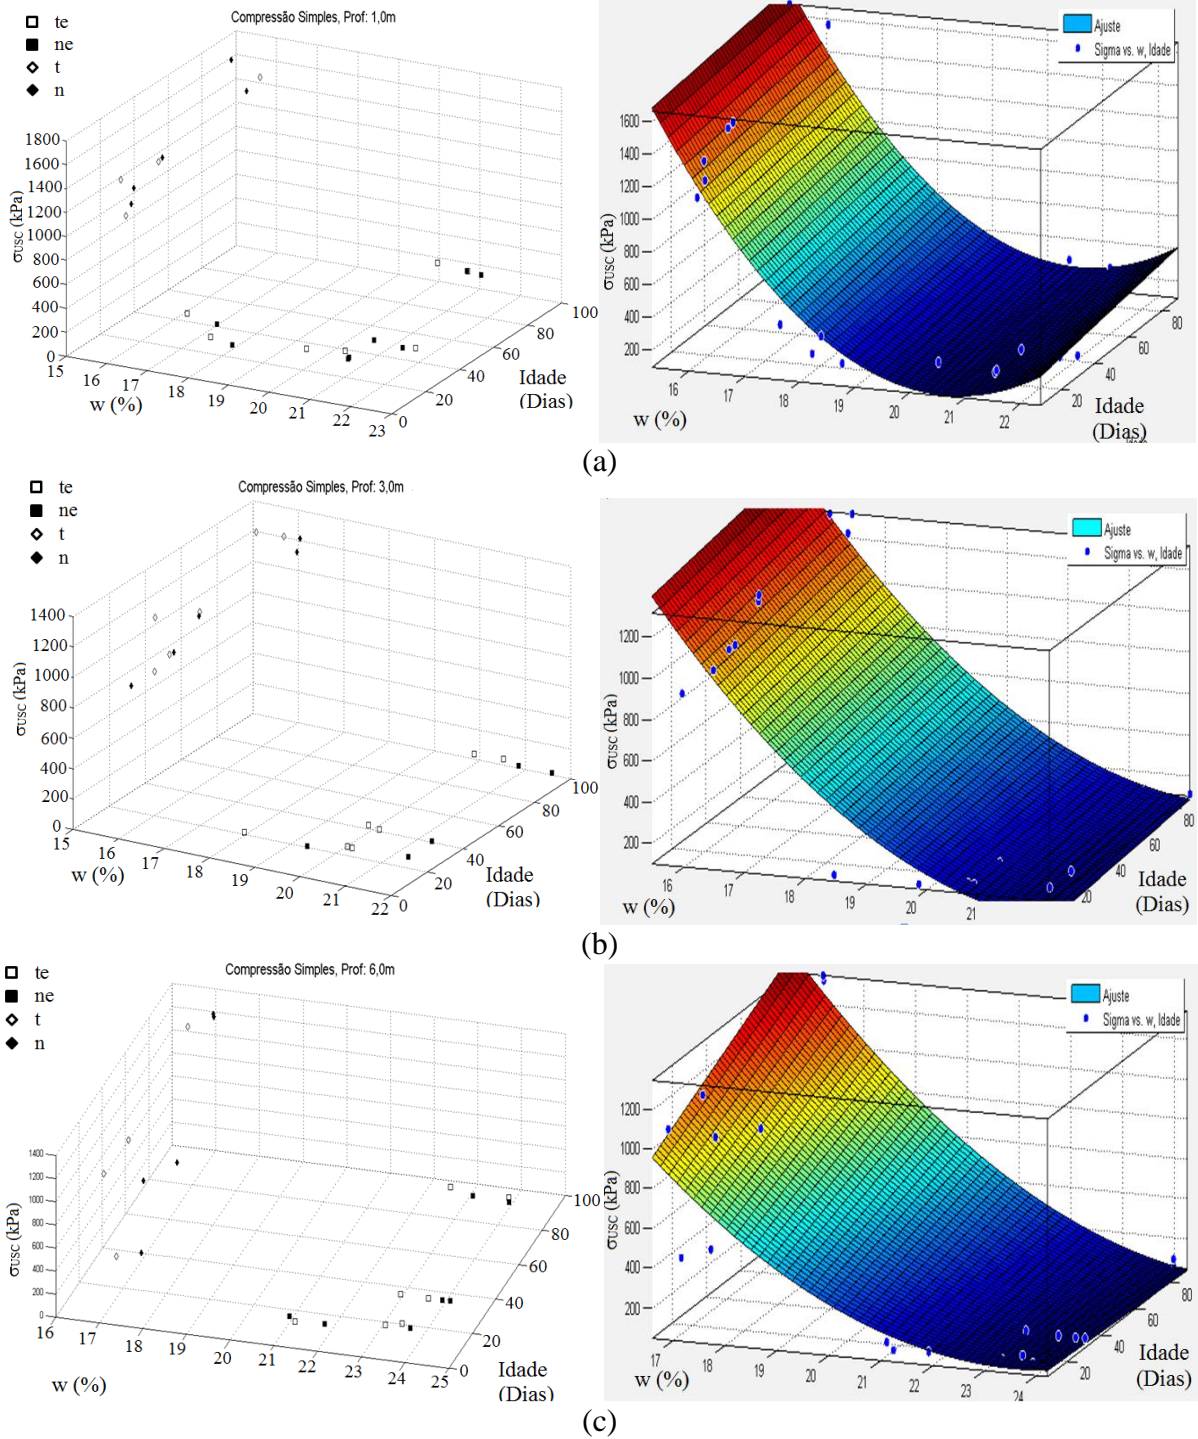 Compressão Simples, Prof: 1,0m
te
ne
t
n
1800
1600
1400
1200
1000
800
600
400
200
0
σUSC (kPa)
15
16
17
18
19
20
21
22
23
w (%)
0
20
40
60
80
100
Idade
(Dias)
Ajuste
Sigma vs. w, Idade
1600
1400
1200
1000
800
600
400
200
σUSC (kPa)
16
17
18
19
20
21
22
w (%)
20
40
60
80
Idade
(Dias)
(a)
Compressão Simples, Prof: 3,0m
te
ne
t
n
1400
1200
1000
800
600
400
200
0
σUSC (kPa)
15
16
17
18
19
20
21
22
w (%)
0
20
40
60
80
100
Idade
(Dias)
Ajuste
Sigma vs. w, Idade
1200
1000
800
600
400
200
σUSC (kPa)
16
17
18
19
20
21
w (%)
20
40
60
80
Idade
(Dias)
(b)
Compressão Simples, Prof: 6,0m
te
ne
t
n
1400
1200
1000
800
600
400
200
0
σUSC (kPa)
16
17
18
19
20
21
22
23
24
25
w (%)
0
20
40
60
80
100
Idade
(Dias)
Ajuste
Sigma vs. w, Idade
1200
1000
800
600
400
200
σUSC (kPa)
17
18
19
20
21
22
23
24
w (%)
20
40
60
80
Idade
(Dias)
(c)